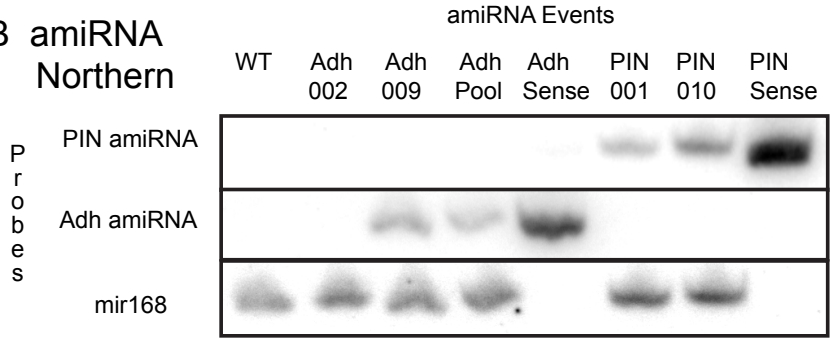 B amiRNA
Northern
amiRNA Events
WT Adh Adh Adh Adh PIN PIN PIN
002 009 Pool Sense 001 010 Sense
Probes
PIN amiRNA
Adh amiRNA
mir168